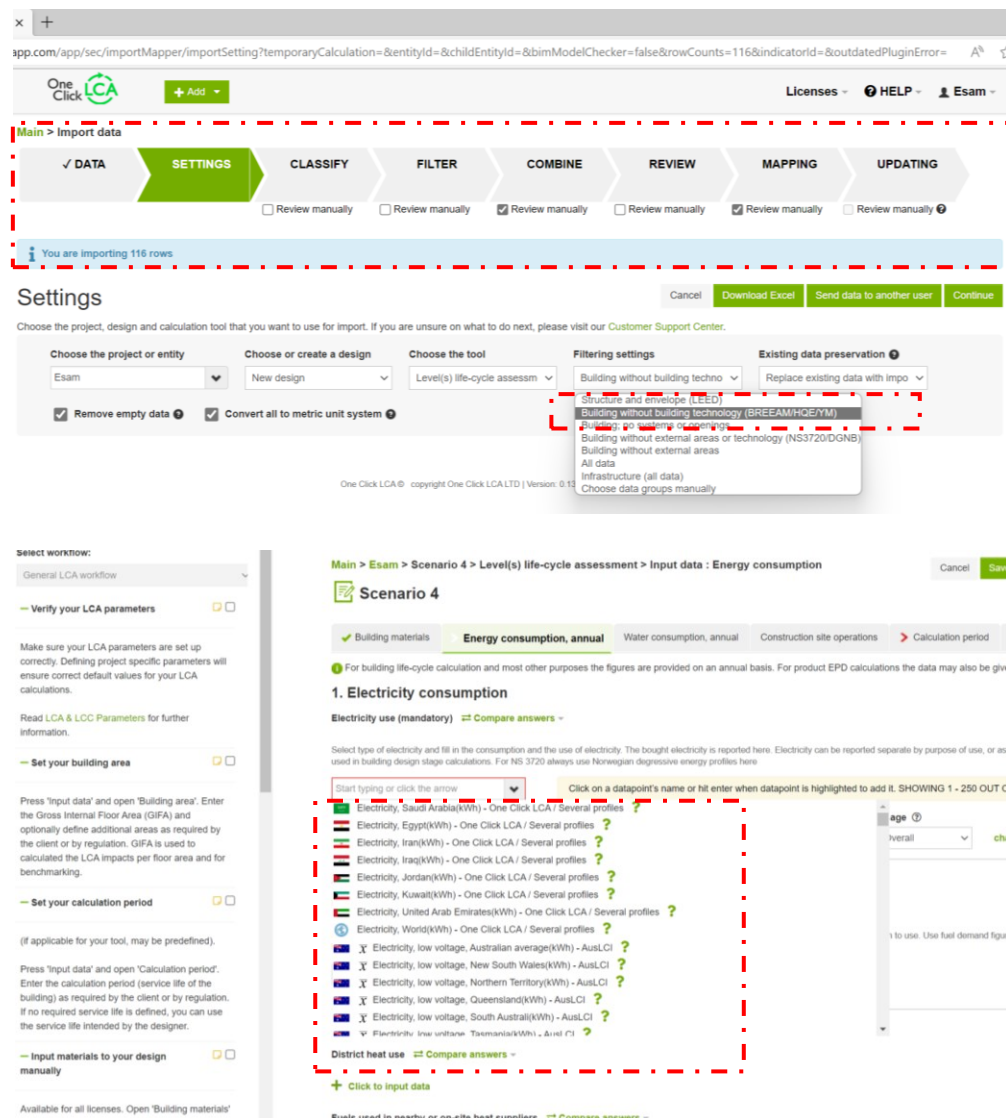 app.com/app/sec/importMapper/importSetting?temporaryCalculation=&entityId=&childEntityId=&bimModelChecker=false&rowCounts=116&indicatorId=&outdatedPluginError=
One Click LCA
+ Add
Licenses
HELP
Esam
Main > Import data
✓ DATA
SETTINGS
CLASSIFY
FILTER
COMBINE
REVIEW
MAPPING
UPDATING
Review manually
Review manually
Review manually
Review manually
Review manually
Review manually
You are importing 116 rows
Settings
Cancel
Download Excel
Send data to another user
Continue
Choose the project, design and calculation tool that you want to use for import. If you are unsure on what to do next, please visit our Customer Support Center.
Choose the project or entity
Choose or create a design
Choose the tool
Filtering settings
Existing data preservation
Esam
New design
Level(s) life-cycle assessm
Building without building techno
Replace existing data with impo
Remove empty data
Convert all to metric unit system
Structure and envelope (LEED)
Building without building technology (BREEAM/HQE/YM)
Building: no systems or openings
Building without external areas or technology (NS3720/DGNB)
Building without external areas
All data
Infrastructure (all data)
Choose data groups manually
One Click LCA © copyright One Click LCA LTD | Version: 0.13
Select workflow:
General LCA workflow
Verify your LCA parameters
Make sure your LCA parameters are set up
correctly. Defining project specific parameters will
ensure correct default values for your LCA
calculations.
Read LCA & LCC Parameters for further
information.
Set your building area
Press 'Input data' and open 'Building area'. Enter
the Gross Internal Floor Area (GIFA) and
optionally define additional areas as required by
the client or by regulation. GIFA is used to
calculated the LCA impacts per floor area and for
benchmarking.
Set your calculation period
(if applicable for your tool, may be predefined).
Press 'Input data' and open 'Calculation period'.
Enter the calculation period (service life of the
building) as required by the client or by regulation.
If no required service life is defined, you can use
the service life intended by the designer.
Input materials to your design
manually
Available for all licenses. Open 'Building materials'
Main > Esam > Scenario 4 > Level(s) life-cycle assessment > Input data : Energy consumption
Cancel
Save
Scenario 4
Building materials
Energy consumption, annual
Water consumption, annual
Construction site operations
Calculation period
For building life-cycle calculation and most other purposes the figures are provided on an annual basis. For product EPD calculations the data may also be give
1. Electricity consumption
Electricity use (mandatory) Compare answers
Select type of electricity and fill in the consumption and the use of electricity. The bought electricity is reported here. Electricity can be reported separate by purpose of use, or as
used in building design stage calculations. For NS 3720 always use Norwegian degressive energy profiles here
Start typing or click the arrow
Click on a datapoint's name or hit enter when datapoint is highlighted to add it. SHOWING 1 - 250 OUT O
Electricity, Saudi Arabia(kWh) - One Click LCA / Several profiles ?
Electricity, Egypt(kWh) - One Click LCA / Several profiles ?
Electricity, Iran(kWh) - One Click LCA / Several profiles ?
Electricity, Iraq(kWh) - One Click LCA / Several profiles ?
Electricity, Jordan(kWh) - One Click LCA / Several profiles ?
Electricity, Kuwait(kWh) - One Click LCA / Several profiles ?
Electricity, United Arab Emirates(kWh) - One Click LCA / Several profiles ?
Electricity, World(kWh) - One Click LCA / Several profiles ?
Electricity, low voltage, Australian average(kWh) - AusLCI ?
Electricity, low voltage, New South Wales(kWh) - AusLCI ?
Electricity, low voltage, Northern Territory(kWh) - AusLCI ?
Electricity, low voltage, Queensland(kWh) - AusLCI ?
Electricity, low voltage, South Australi(kWh) - AusLCI ?
Electricity, low voltage, Tasmania(kWh) - AusLCI ?
age
Overall
ch
to use. Use fuel demand figu
District heat use Compare answers
+ Click to input data
Fuels used in nearby or on-site heat suppliers Compare answers